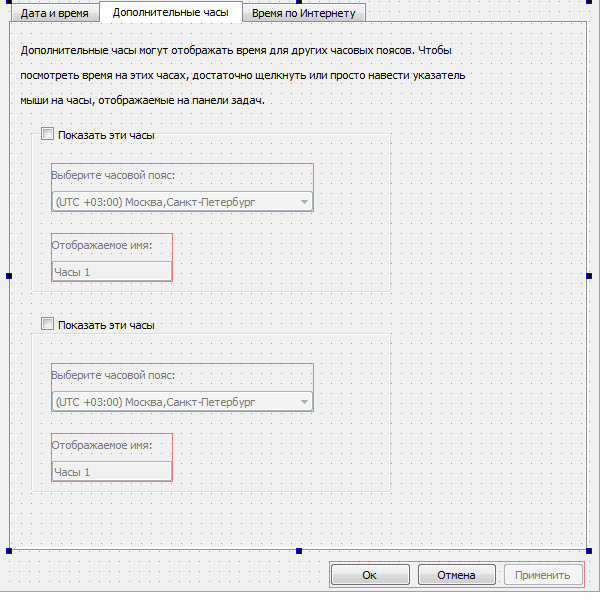 Дата и время Дополнительные часы Время по Интернету
Дополнительные часы могут отображать время для других часовых поясов. Чтобы
посмотреть время на этих часах, достаточно щелкнуть или просто навести указатель
мыши на часы, отображаемые на панели задач.
Показать эти часы
Выберите часовой пояс:
(UTC +03:00) Москва,Санкт-Петербург
Отображаемое имя:
Часы 1
Показать эти часы
Выберите часовой пояс:
(UTC +03:00) Москва,Санкт-Петербург
Отображаемое имя:
Часы 1
Ок Отмена Применить